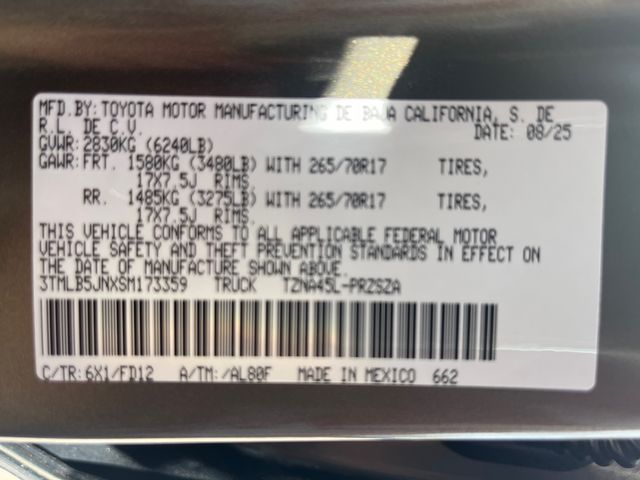 MFD.BY:TOYOTA MOTOR MANUFACTURING DE BAJA CALIFORNIA, S. DE
R.L. DE C.V. DATE: 08/25
GVWR:2830KG (6240LB)
GAWR:FRT. 1580KG (3480LB) WITH 265/70R17 TIRES,
17X7.5J RIMS.
RR. 1485KG (3275LB) WITH 265/70R17 TIRES,
17X7.5J RIMS.
THIS VEHICLE CONFORMS TO ALL APPLICABLE FEDERAL MOTOR
VEHICLE SAFETY AND THEFT PREVENTION STANDARDS IN EFFECT ON
THE DATE OF MANUFACTURE SHOWN ABOVE.
3TMLB5JNXSM173359 TRUCK TZNA45L-PRZSZA
C/TR:6X1/FD12 A/TM:/AL80F MADE IN MEXICO 662